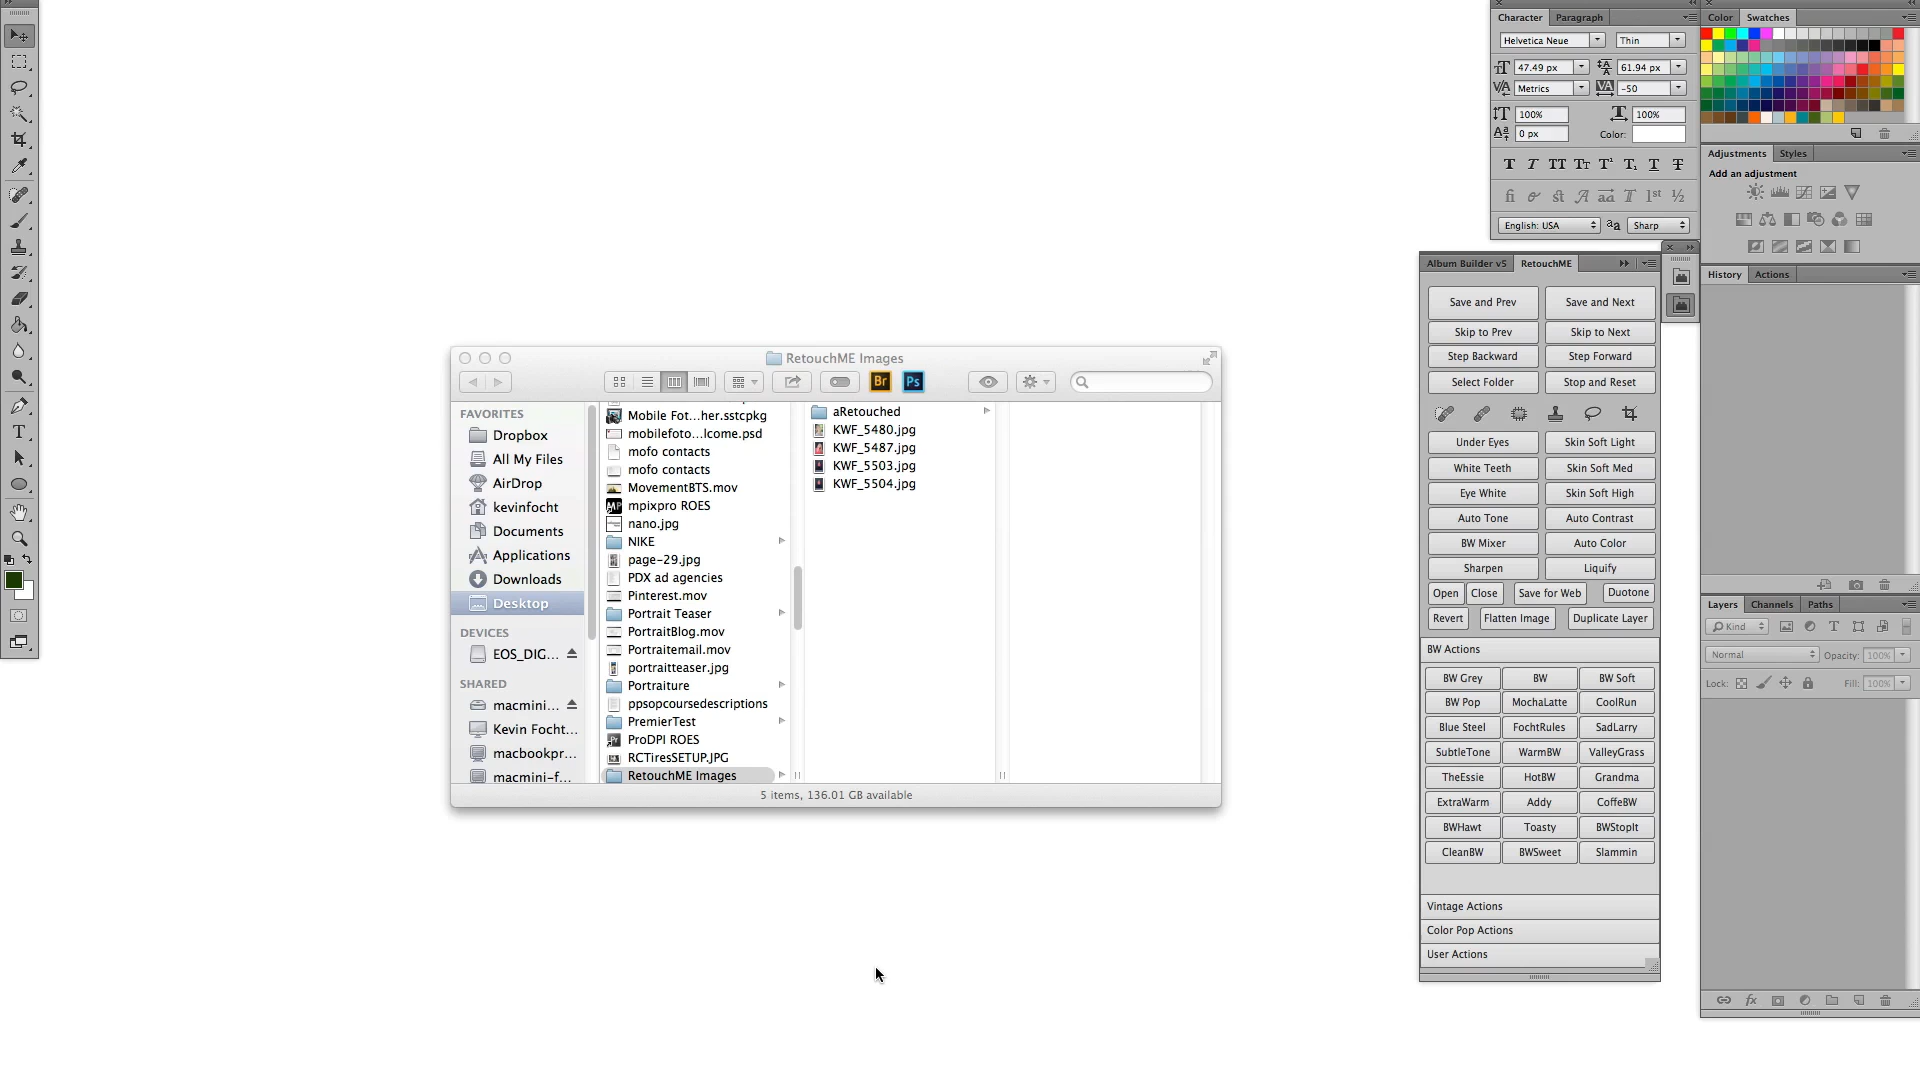 Character
Paragraph
Color
Swatches
Helvetica Neue
Thin
47.49 px
61.94 px
Metrics
-50
100%
100%
0 px
Color:
English: USA
Sharp
Adjustments
Styles
Add an adjustment
History
Actions
Album Builder v5
RetouchME
Save and Prev
Save and Next
Skip to Prev
Skip to Next
Step Backward
Step Forward
Select Folder
Stop and Reset
Under Eyes
Skin Soft Light
White Teeth
Skin Soft Med
Eye White
Skin Soft High
Auto Tone
Auto Contrast
BW Mixer
Auto Color
Sharpen
Liquify
Open
Close
Save for Web
Duotone
Revert
Flatten Image
Duplicate Layer
BW Actions
BW Grey
BW
BW Soft
BW Pop
MochaLatte
CoolRun
Blue Steel
FochtRules
SadLarry
SubtleTone
WarmBW
ValleyGrass
TheEssie
HotBW
Grandma
ExtraWarm
Addy
CoffeBW
BWHawt
Toasty
BWStopIt
CleanBW
BWSweet
Slammin
Vintage Actions
Color Pop Actions
User Actions
Layers
Channels
Paths
Kind
Normal
Opacity:
100%
Lock:
Fill:
100%
RetouchME Images
Br
Ps
FAVORITES
Dropbox
All My Files
AirDrop
kevinfocht
Documents
Applications
Downloads
Desktop
DEVICES
EOS_DIG...
SHARED
macmini...
Kevin Focht...
macbookpr...
macmini-f...
Mobile Fot...her.sstcpkg
mobilefoto...lcome.psd
mofo contacts
mofo contacts
MovementBTS.mov
mpixpro ROES
nano.jpg
NIKE
page-29.jpg
PDX ad agencies
Pinterest.mov
Portrait Teaser
PortraitBlog.mov
Portraitemail.mov
portraitteaser.jpg
Portraiture
ppsopcoursedescriptions
PremierTest
ProDPI ROES
RCTiresSETUP.JPG
RetouchME Images
aRetouched
KWF_5480.jpg
KWF_5487.jpg
KWF_5503.jpg
KWF_5504.jpg
5 items, 136.01 GB available